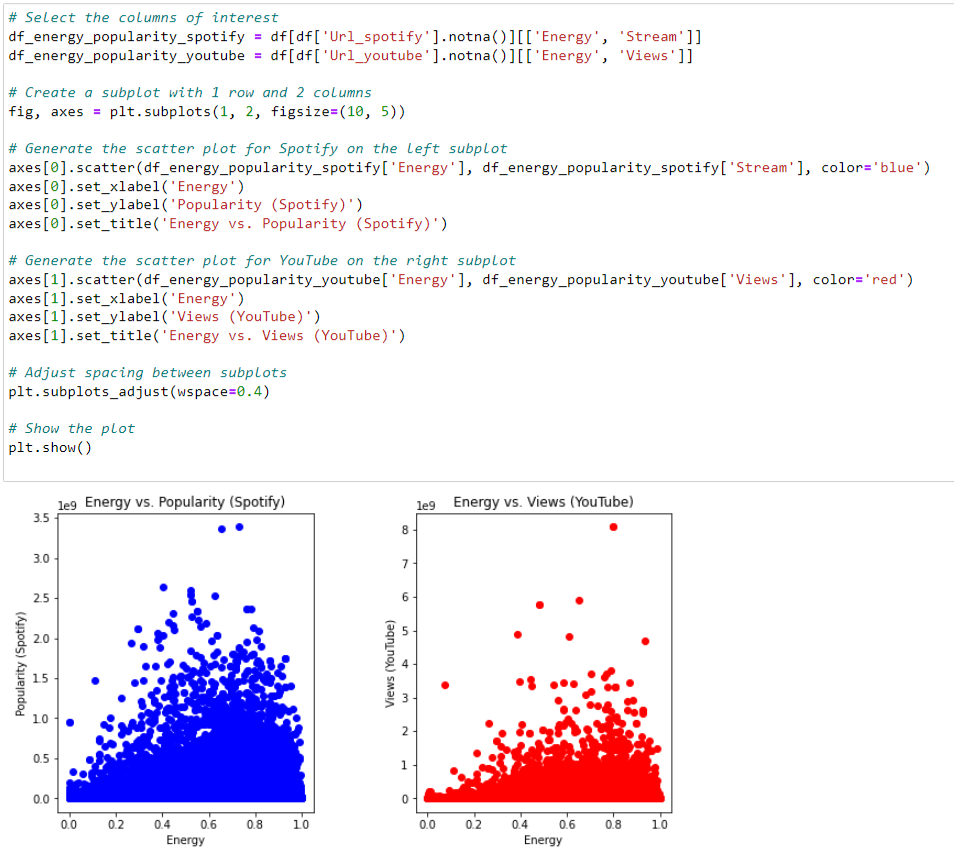 # Select the columns of interest
df_energy_popularity_spotify = df[df['Url_spotify'].notna()][['Energy', 'Stream']]
df_energy_popularity_youtube = df[df['Url_youtube'].notna()][['Energy', 'Views']]
# Create a subplot with 1 row and 2 columns
fig, axes = plt.subplots(1, 2, figsize=(10, 5))
# Generate the scatter plot for Spotify on the left subplot
axes[0].scatter(df_energy_popularity_spotify['Energy'], df_energy_popularity_spotify['Stream'], color='blue')
axes[0].set_xlabel('Energy')
axes[0].set_ylabel('Popularity (Spotify)')
axes[0].set_title('Energy vs. Popularity (Spotify)')
# Generate the scatter plot for YouTube on the right subplot
axes[1].scatter(df_energy_popularity_youtube['Energy'], df_energy_popularity_youtube['Views'], color='red')
axes[1].set_xlabel('Energy')
axes[1].set_ylabel('Views (YouTube)')
axes[1].set_title('Energy vs. Views (YouTube)')
# Adjust spacing between subplots
plt.subplots_adjust(wspace=0.4)
# Show the plot
plt.show()
1e9 Energy vs. Popularity (Spotify)
3.5
3.0
2.5
2.0
1.5
1.0
0.5
0.0
Popularity (Spotify)
0.0 0.2 0.4 0.6 0.8 1.0
Energy
1e9 Energy vs. Views (YouTube)
8
7
6
5
4
3
2
1
0
Views (YouTube)
0.0 0.2 0.4 0.6 0.8 1.0
Energy